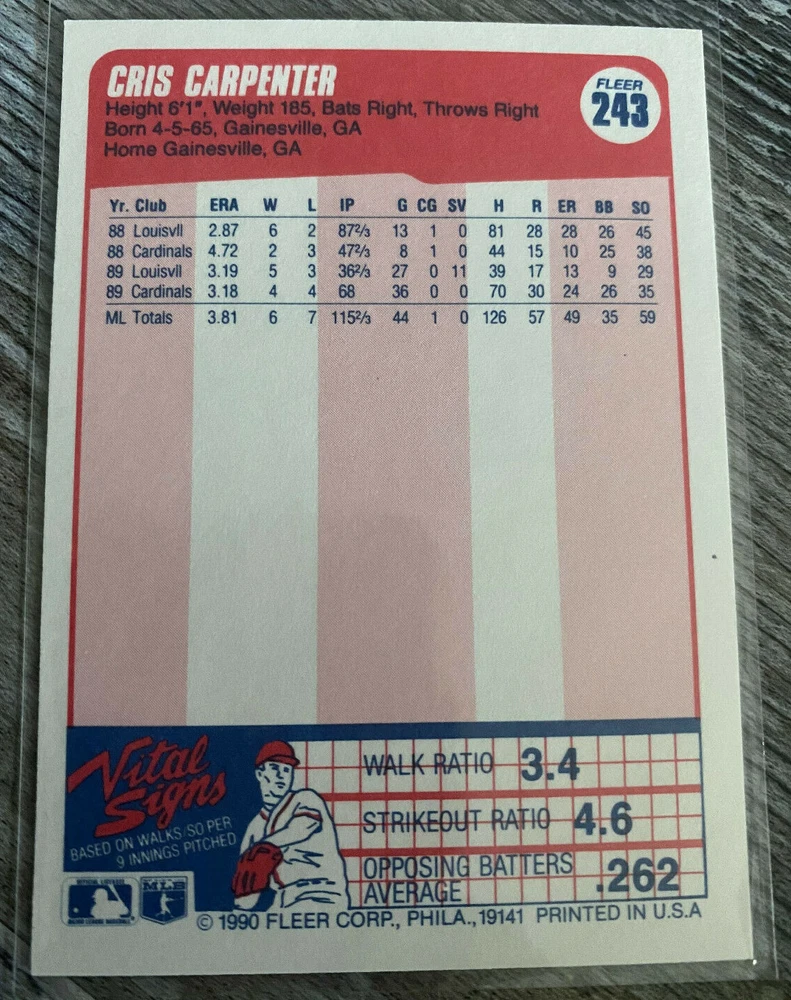 CRIS CARPENTER
Height 6'1", Weight 185, Bats Right, Throws Right
Born 4-5-65, Gainesville, GA
Home Gainesville, GA
FLEER
243
Yr. Club ERA W L IP G CG SV H R ER BB SO
88 Louisvll 2.87 6 2 87⅔ 13 1 0 81 28 28 26 45
88 Cardinals 4.72 2 3 47⅔ 8 1 0 44 15 10 25 38
89 Louisvll 3.19 5 3 36⅔ 27 0 11 39 17 13 9 29
89 Cardinals 3.18 4 4 68 36 0 0 70 30 24 26 35
ML Totals 3.81 6 7 115⅔ 44 1 0 126 57 49 35 59
Vital
Signs
BASED ON WALKS/SO PER
9 INNINGS PITCHED
WALK RATIO 3.4
STRIKEOUT RATIO 4.6
OPPOSING BATTERS
AVERAGE .262
OFFICIAL LICENSEE
MAJOR LEAGUE BASEBALL
MLB
© 1990 FLEER CORP., PHILA., 19141 PRINTED IN U.S.A